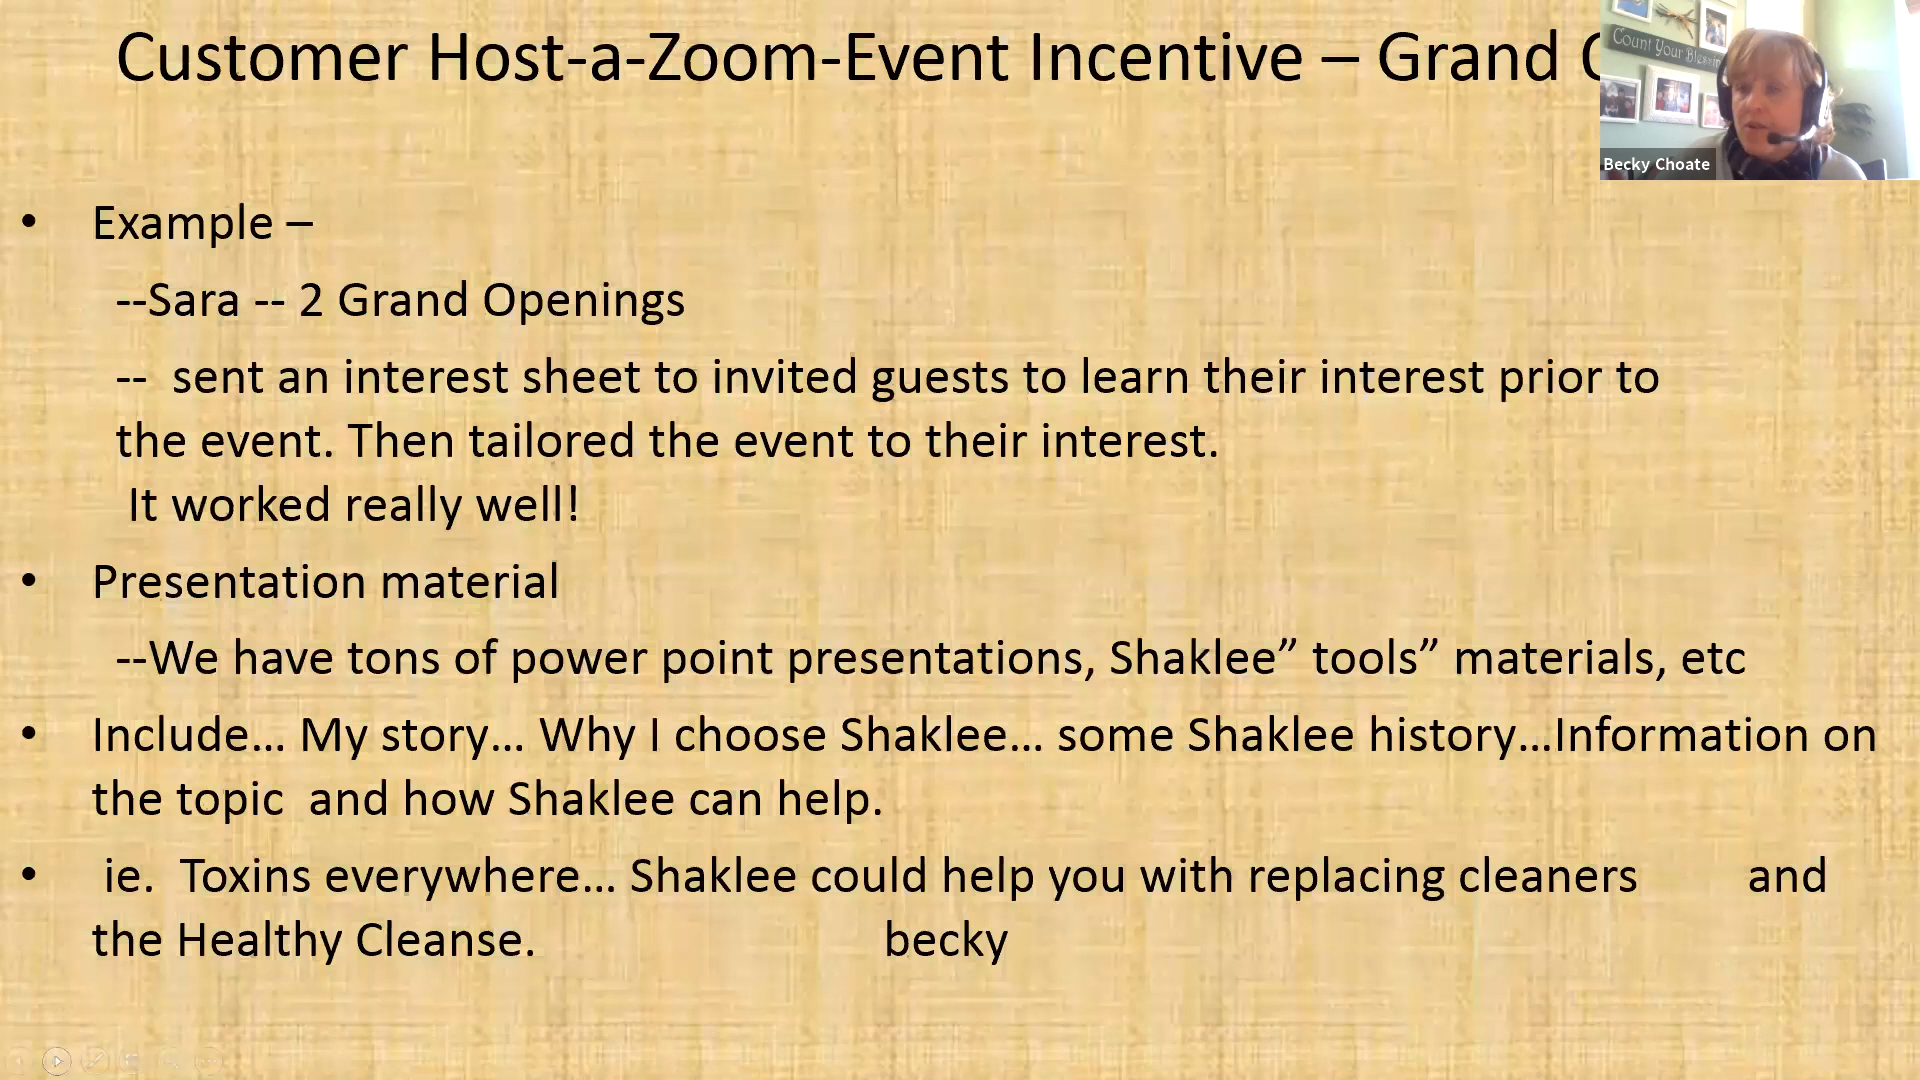 Customer Host-a-Zoom-Event Incentive – Grand
Count Your
Becky Choate
• Example –
--Sara -- 2 Grand Openings
-- sent an interest sheet to invited guests to learn their interest prior to
the event. Then tailored the event to their interest.
It worked really well!
• Presentation material
--We have tons of power point presentations, Shaklee” tools” materials, etc
• Include… My story… Why I choose Shaklee… some Shaklee history…Information on
the topic and how Shaklee can help.
• ie. Toxins everywhere… Shaklee could help you with replacing cleaners and
the Healthy Cleanse. becky